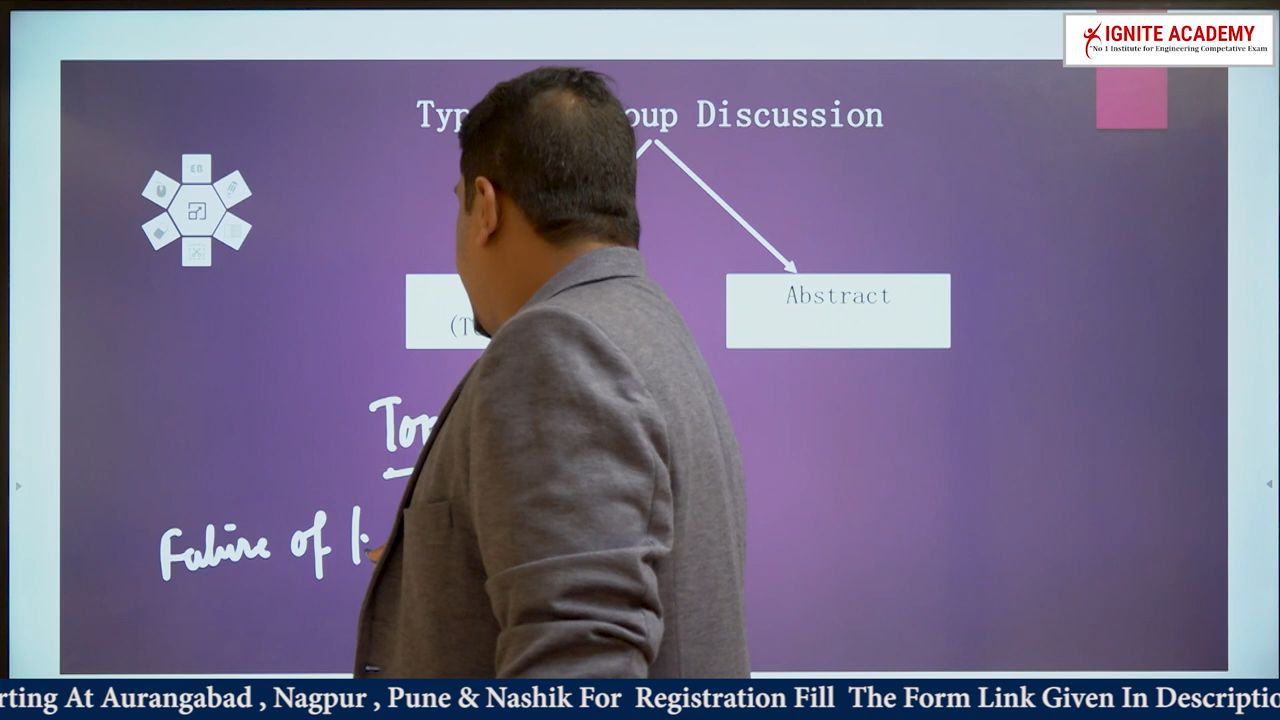 IGNITE ACADEMY
"No 1 Institute for Engineering Competative Exam
Typ oup Discussion
Abstract
(T
Top
Failure of
rting At Aurangabad , Nagpur , Pune & Nashik For Registration Fill The Form Link Given In Descriptio